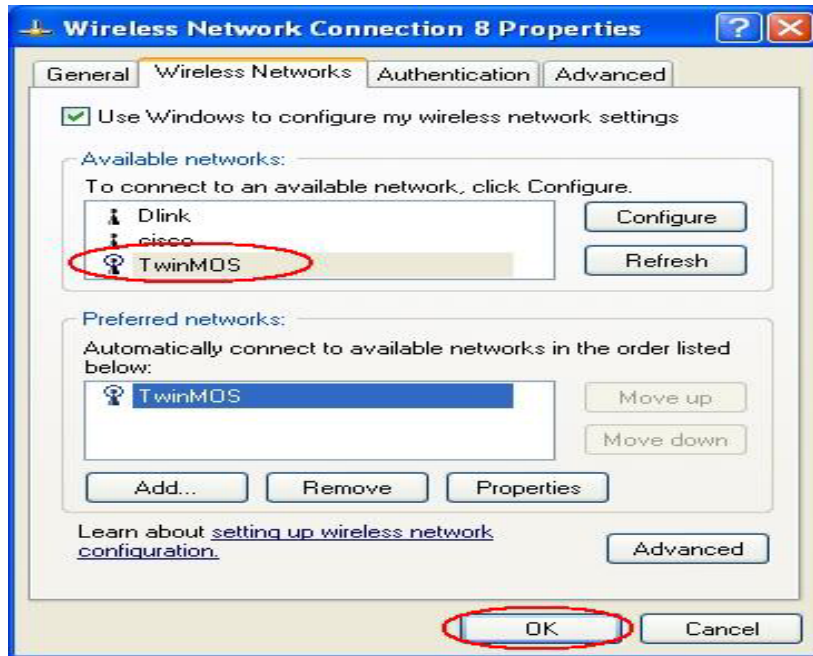 Wireless Network Connection 8 Properties
General
Wireless Networks
Authentication
Advanced
Use Windows to configure my wireless network settings
Available networks:
To connect to an available network, click Configure.
Dlink
cisco
TwinMOS
Configure
Refresh
Preferred networks:
Automatically connect to available networks in the order listed
below:
TwinMOS
Move up
Move down
Add...
Remove
Properties
Learn about setting up wireless network
configuration.
Advanced
OK
Cancel